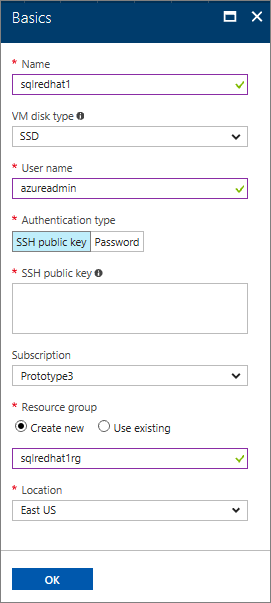 Basics
* Name
sqlredhat1
VM disk type
SSD
* User name
azureadmin
* Authentication type
SSH public key Password
* SSH public key
Subscription
Prototype3
* Resource group
Create new Use existing
sqlredhat1rg
* Location
East US
OK